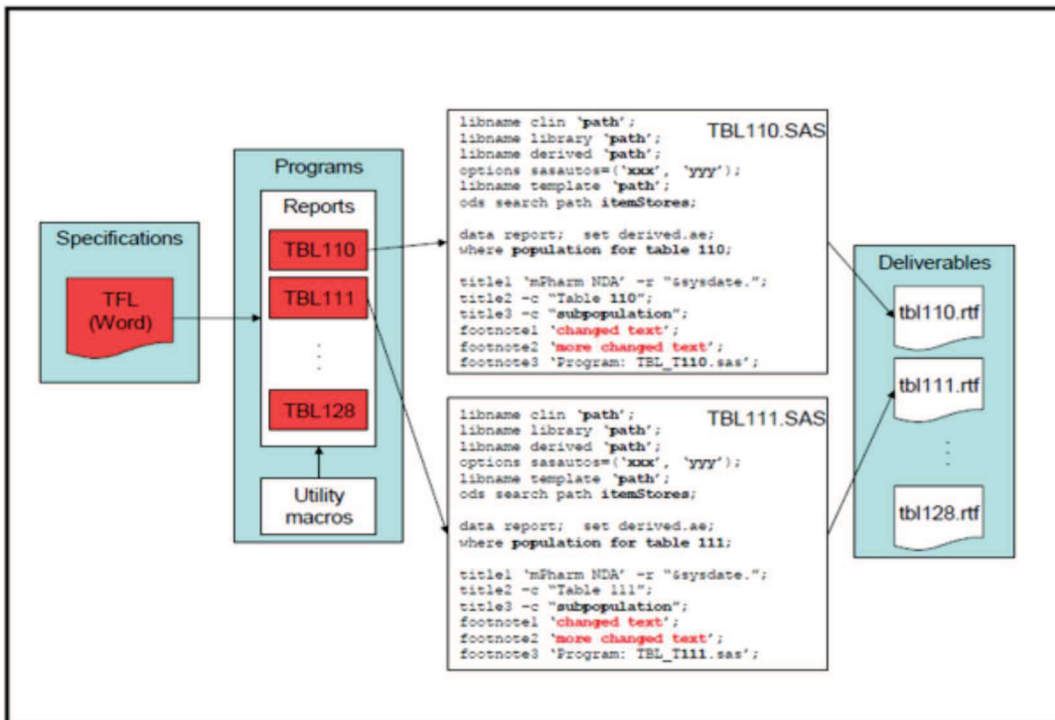 Specifications
TFL
(Word)
Programs
Reports
TBL110
TBL111
TBL128
Utility
macros
TBL110.SAS
libname clin ‘path’;
libname library ‘path’;
libname derived ‘path’;
options sasautos=(‘xxx’, ‘yyy’);
libname template ‘path’;
ods search path itemStores;
data report; set derived.ae;
where population for table 110;
title1 ‘mPharm NDA’ -r “&sysdate.”;
title2 -c “Table 110”;
title3 -c “subpopulation”;
footnote1 ‘changed text’;
footnote2 ‘more changed text’;
footnote3 ‘Program: TBL_T110.sas’;
TBL111.SAS
libname clin ‘path’;
libname library ‘path’;
libname derived ‘path’;
options sasautos=(‘xxx’, ‘yyy’);
libname template ‘path’;
ods search path itemStores;
data report; set derived.ae;
where population for table 111;
title1 ‘mPharm NDA’ -r “&sysdate.”;
title2 -c “Table 111”;
title3 -c “subpopulation”;
footnote1 ‘changed text’;
footnote2 ‘more changed text’;
footnote3 ‘Program: TBL_T111.sas’;
Deliverables
tbl110.rtf
tbl111.rtf
tbl128.rtf